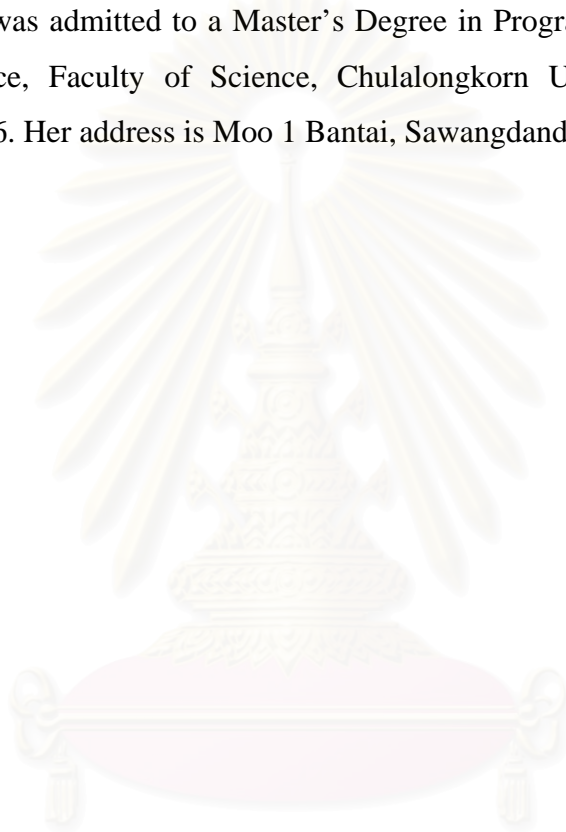 was admitted to a Master’s Degree in Progra
ce, Faculty of Science, Chulalongkorn U
6. Her address is Moo 1 Bantai, Sawangdand